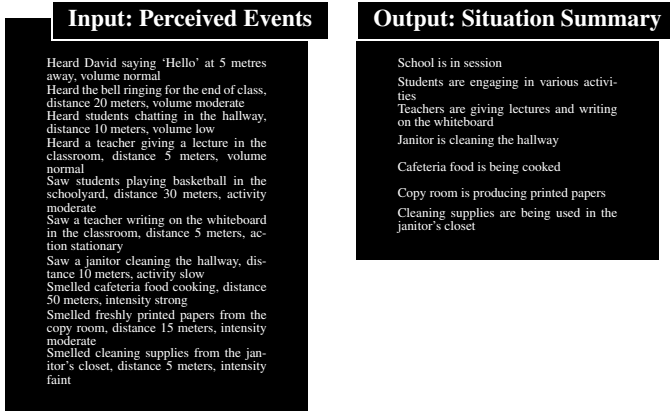 Input: Perceived Events
Heard David saying ‘Hello’ at 5 metres
away, volume normal
Heard the bell ringing for the end of class,
distance 20 meters, volume moderate
Heard students chatting in the hallway,
distance 10 meters, volume low
Heard a teacher giving a lecture in the
classroom, distance 5 meters, volume
normal
Saw students playing basketball in the
schoolyard, distance 30 meters, activity
moderate
Saw a teacher writing on the whiteboard
in the classroom, distance 5 meters, ac-
tion stationary
Saw a janitor cleaning the hallway, dis-
tance 10 meters, activity slow
Smelled cafeteria food cooking, distance
50 meters, intensity strong
Smelled freshly printed papers from the
copy room, distance 15 meters, intensity
moderate
Smelled cleaning supplies from the jan-
itor’s closet, distance 5 meters, intensity
faint
Output: Situation Summary
School is in session
Students are engaging in various activi-
ties
Teachers are giving lectures and writing
on the whiteboard
Janitor is cleaning the hallway
Cafeteria food is being cooked
Copy room is producing printed papers
Cleaning supplies are being used in the
janitor’s closet